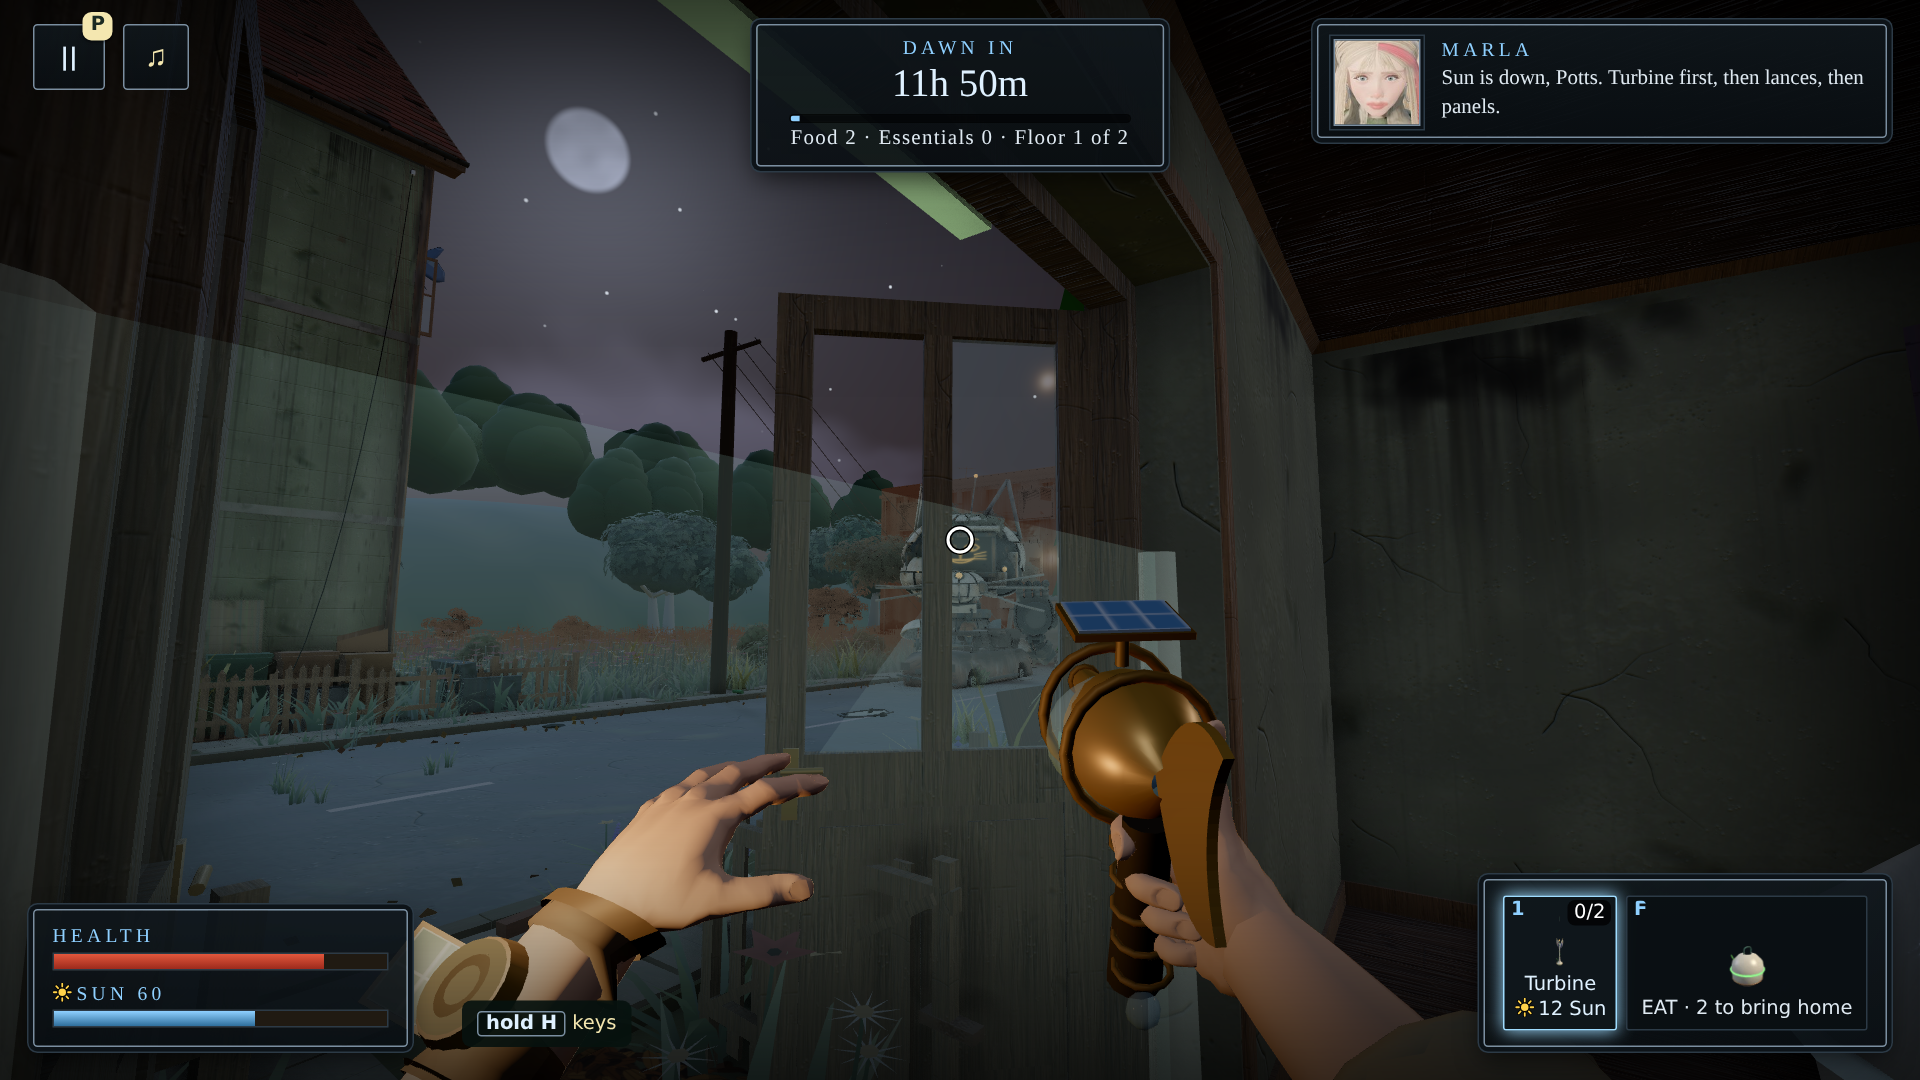 P
DAWN IN
11h 50m
Food 2 · Essentials 0 · Floor 1 of 2
MARLA
Sun is down, Potts. Turbine first, then lances, then
panels.
HEALTH
SUN 60
hold H keys
1
0/2
Turbine
12 Sun
F
EAT · 2 to bring home